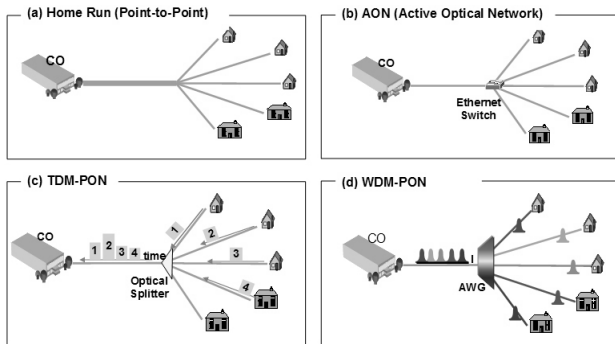 (a) Home Run (Point-to-Point)
CO
(b) AON (Active Optical Network)
CO
Ethernet
Switch
(c) TDM-PON
CO
1
2
3
4
time
Optical
Splitter
1
2
3
4
(d) WDM-PON
CO
I
AWG